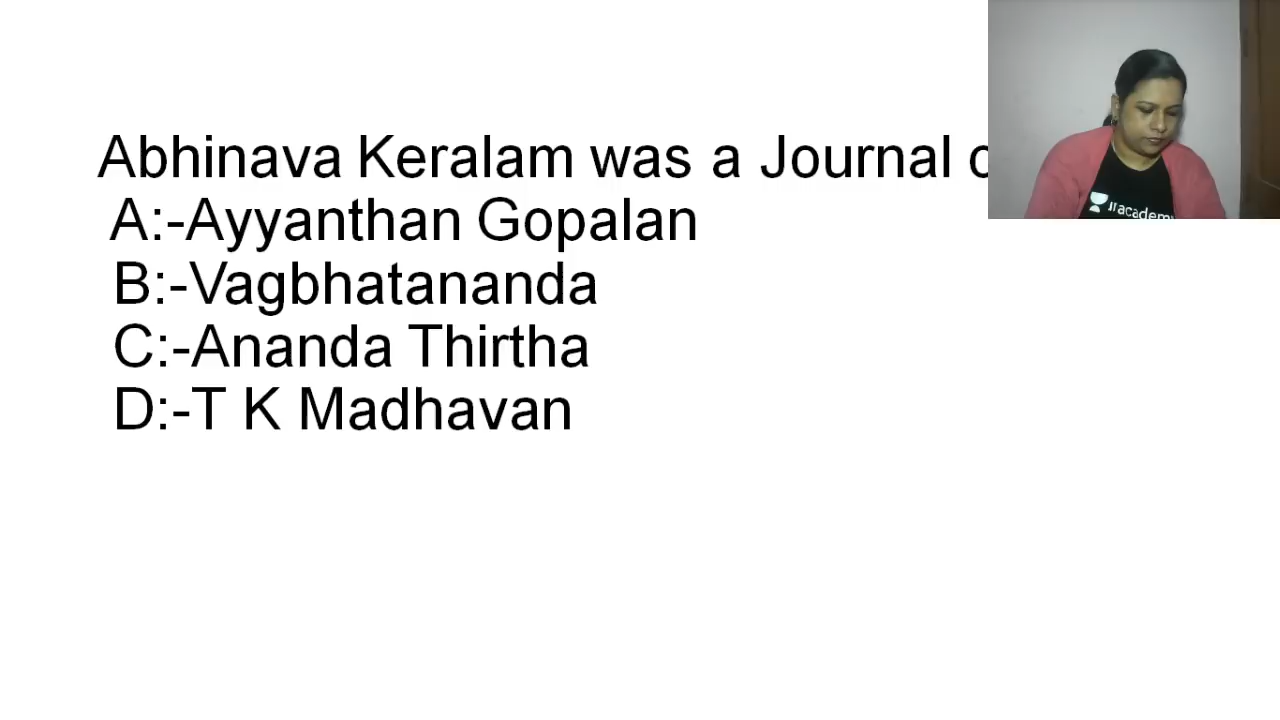 Abhinava Keralam was a Journal
A:-Ayyanthan Gopalan
B:-Vagbhatananda
C:-Ananda Thirtha
D:-T K Madhavan